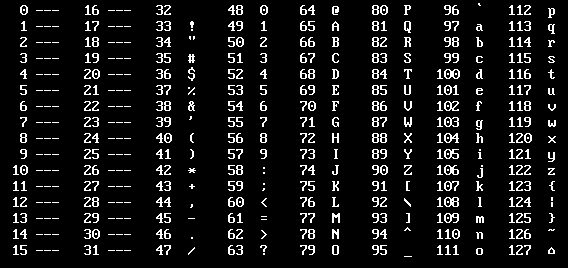 0 --- 16 --- 32 48 0 64 @ 80 P 96 ` 112 p
1 --- 17 --- 33 ! 49 1 65 A 81 Q 97 a 113 q
2 --- 18 --- 34 " 50 2 66 B 82 R 98 b 114 r
3 --- 19 --- 35 # 51 3 67 C 83 S 99 c 115 s
4 --- 20 --- 36 $ 52 4 68 D 84 T 100 d 116 t
5 --- 21 --- 37 % 53 5 69 E 85 U 101 e 117 u
6 --- 22 --- 38 & 54 6 70 F 86 V 102 f 118 v
7 --- 23 --- 39 ' 55 7 71 G 87 W 103 g 119 w
8 --- 24 --- 40 ( 56 8 72 H 88 X 104 h 120 x
9 --- 25 --- 41 ) 57 9 73 I 89 Y 105 i 121 y
10 --- 26 --- 42 * 58 : 74 J 90 Z 106 j 122 z
11 --- 27 --- 43 + 59 ; 75 K 91 [ 107 k 123 {
12 --- 28 --- 44 , 60 < 76 L 92 \ 108 l 124 ¦
13 --- 29 --- 45 - 61 = 77 M 93 ] 109 m 125 }
14 --- 30 --- 46 . 62 > 78 N 94 ^ 110 n 126 ~
15 --- 31 --- 47 / 63 ? 79 O 95 _ 111 o 127 ⌂